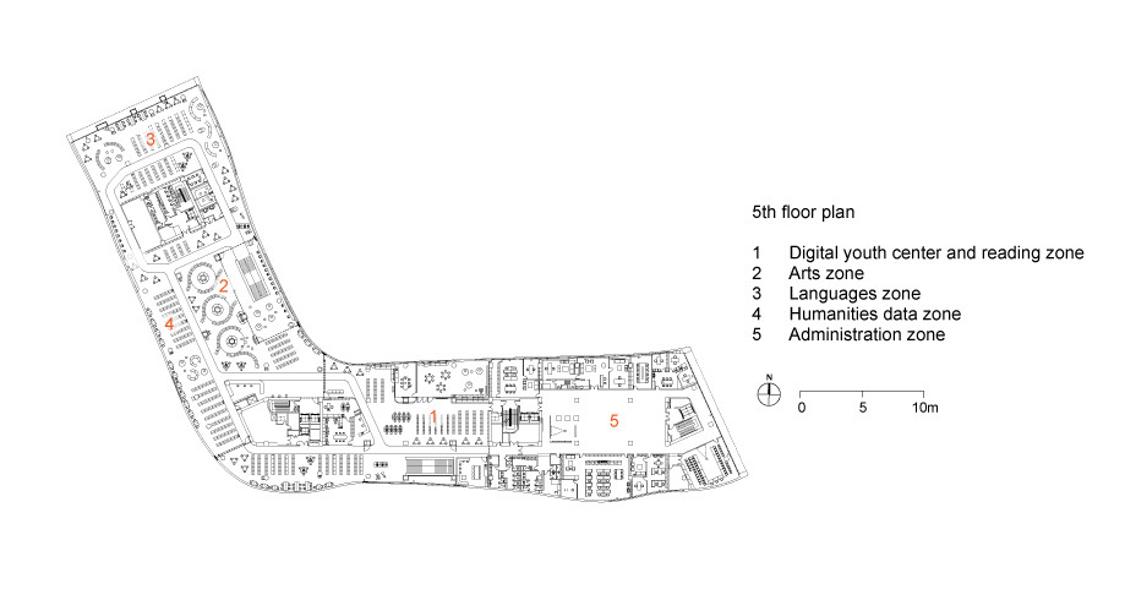 3
2
4
1
5
5th floor plan
1 Digital youth center and reading zone
2 Arts zone
3 Languages zone
4 Humanities data zone
5 Administration zone
N
0 5 10m